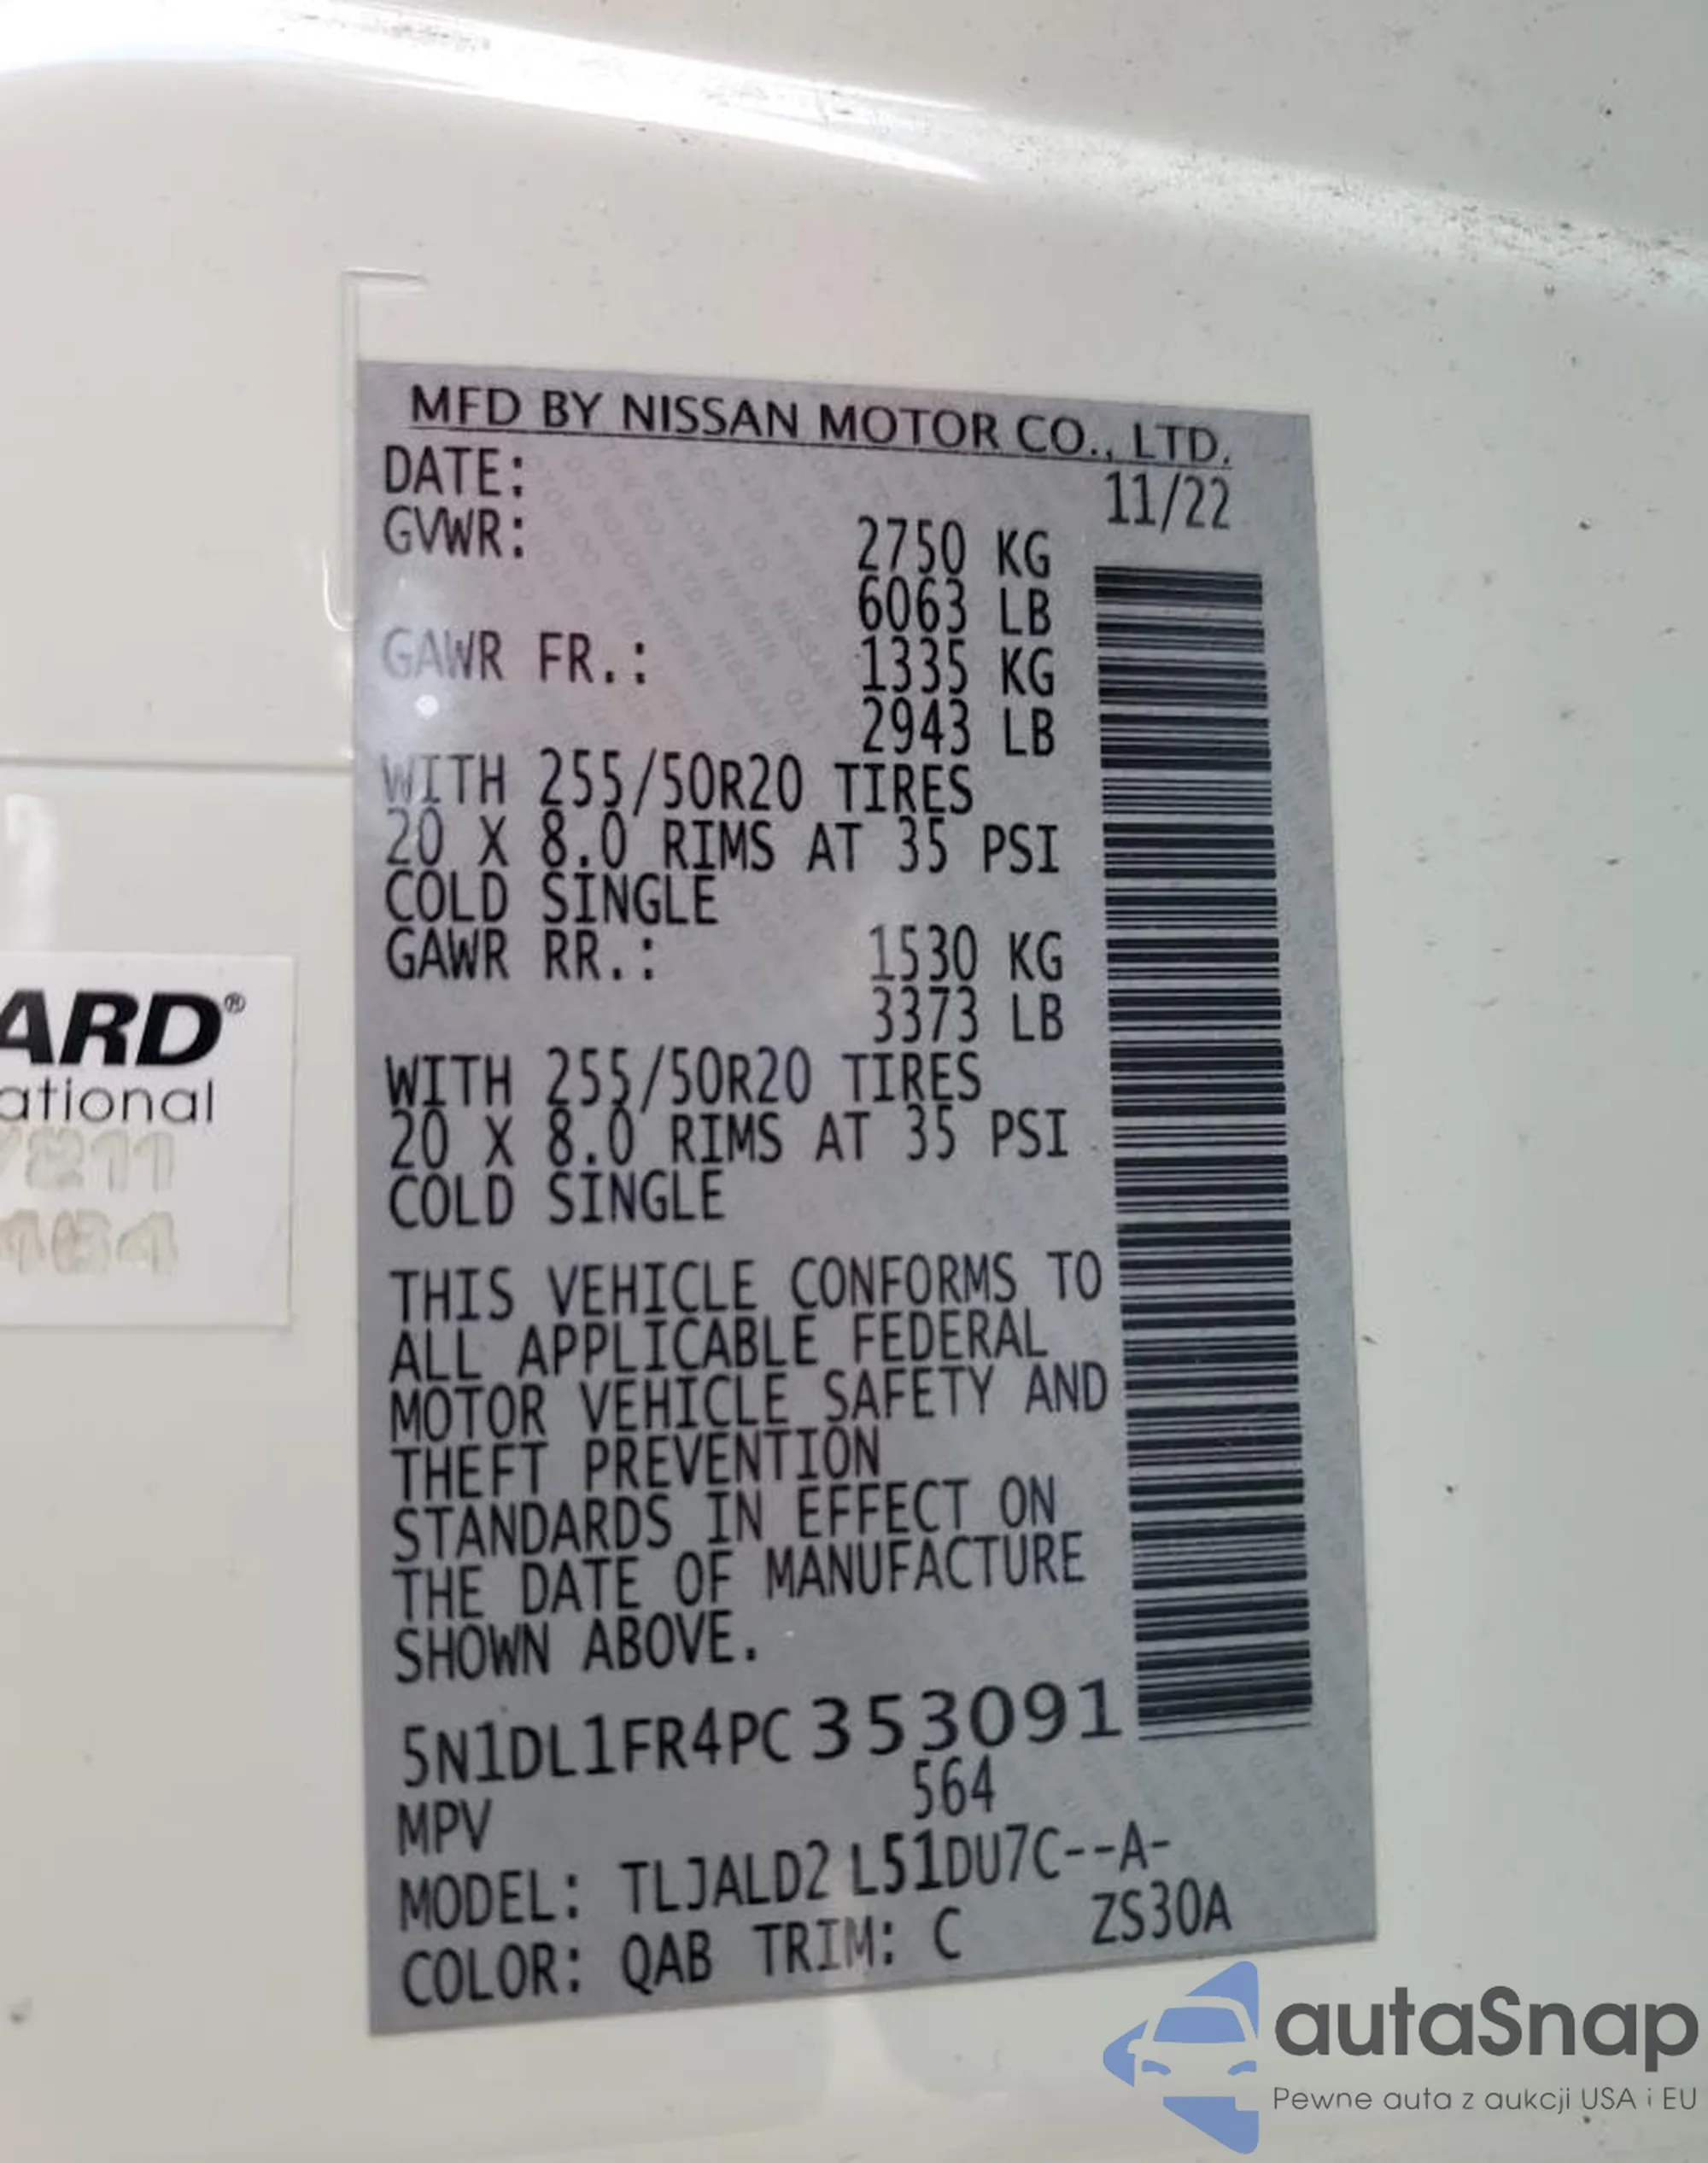 MFD BY NISSAN MOTOR CO., LTD.
DATE: 11/22
GVWR: 2750 KG
6063 LB
GAWR FR.: 1335 KG
2943 LB
WITH 255/50R20 TIRES
20 X 8.0 RIMS AT 35 PSI
COLD SINGLE
GAWR RR.: 1530 KG
3373 LB
WITH 255/50R20 TIRES
20 X 8.0 RIMS AT 35 PSI
COLD SINGLE
THIS VEHICLE CONFORMS TO
ALL APPLICABLE FEDERAL
MOTOR VEHICLE SAFETY AND
THEFT PREVENTION
STANDARDS IN EFFECT ON
THE DATE OF MANUFACTURE
SHOWN ABOVE.
5N1DL1FR4PC353091
564
MPV
MODEL: TLJALD2 L51DU7C--A-
COLOR: QAB TRIM: C ZS30A
ARD®
ational
autaSnap
Pewne auta z aukcji USA i EU